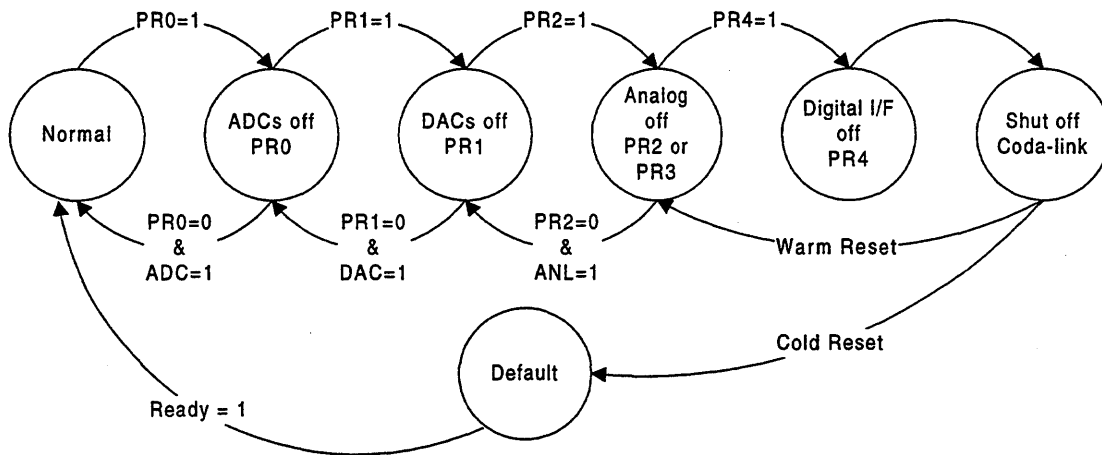 PR0=1
PR1=1
PR2=1
PR4=1
Normal
ADCs off
PR0
DACs off
PR1
Analog
off
PR2 or
PR3
Digital I/F
off
PR4
Shut off
Coda-link
PR0=0
&
ADC=1
PR1=0
&
DAC=1
PR2=0
&
ANL=1
Warm Reset
Cold Reset
Default
Ready = 1